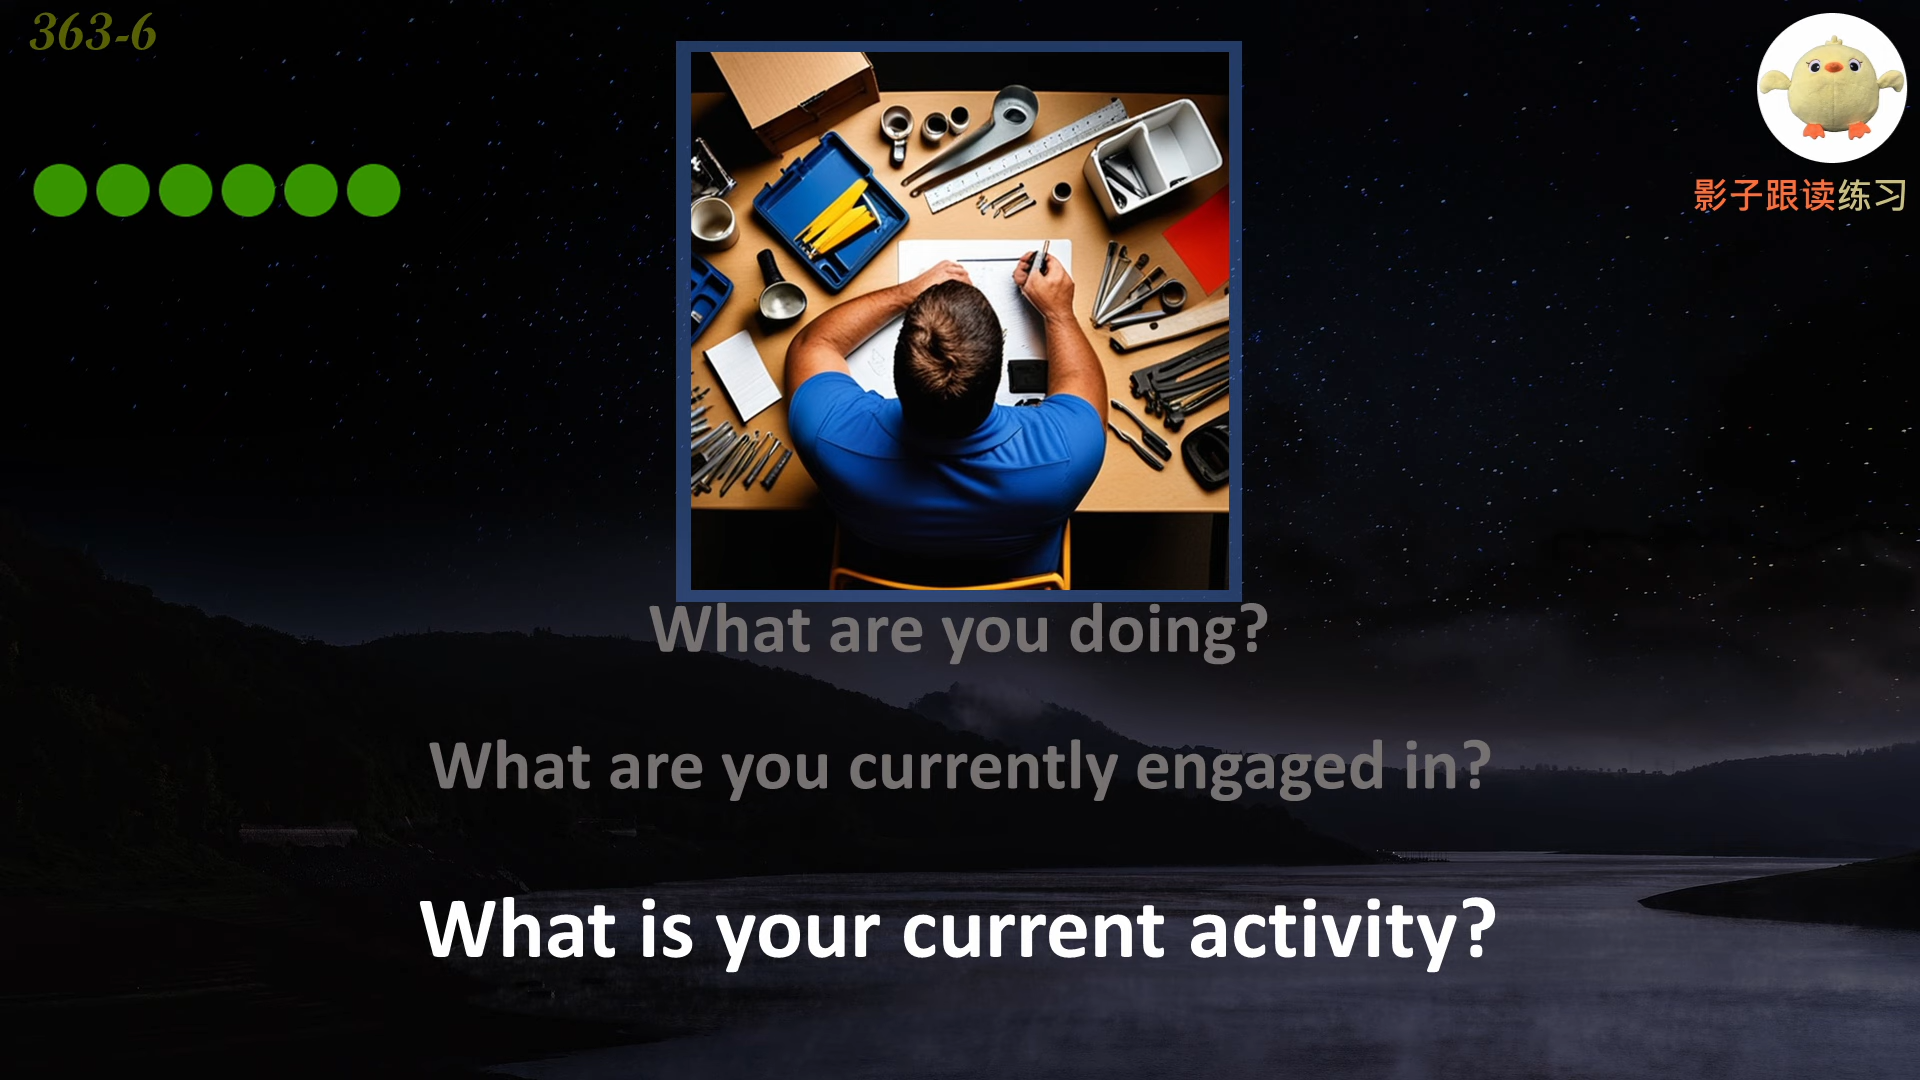 363-6
影子跟读练习
What are you doing?
What are you currently engaged in?
What is your current activity?